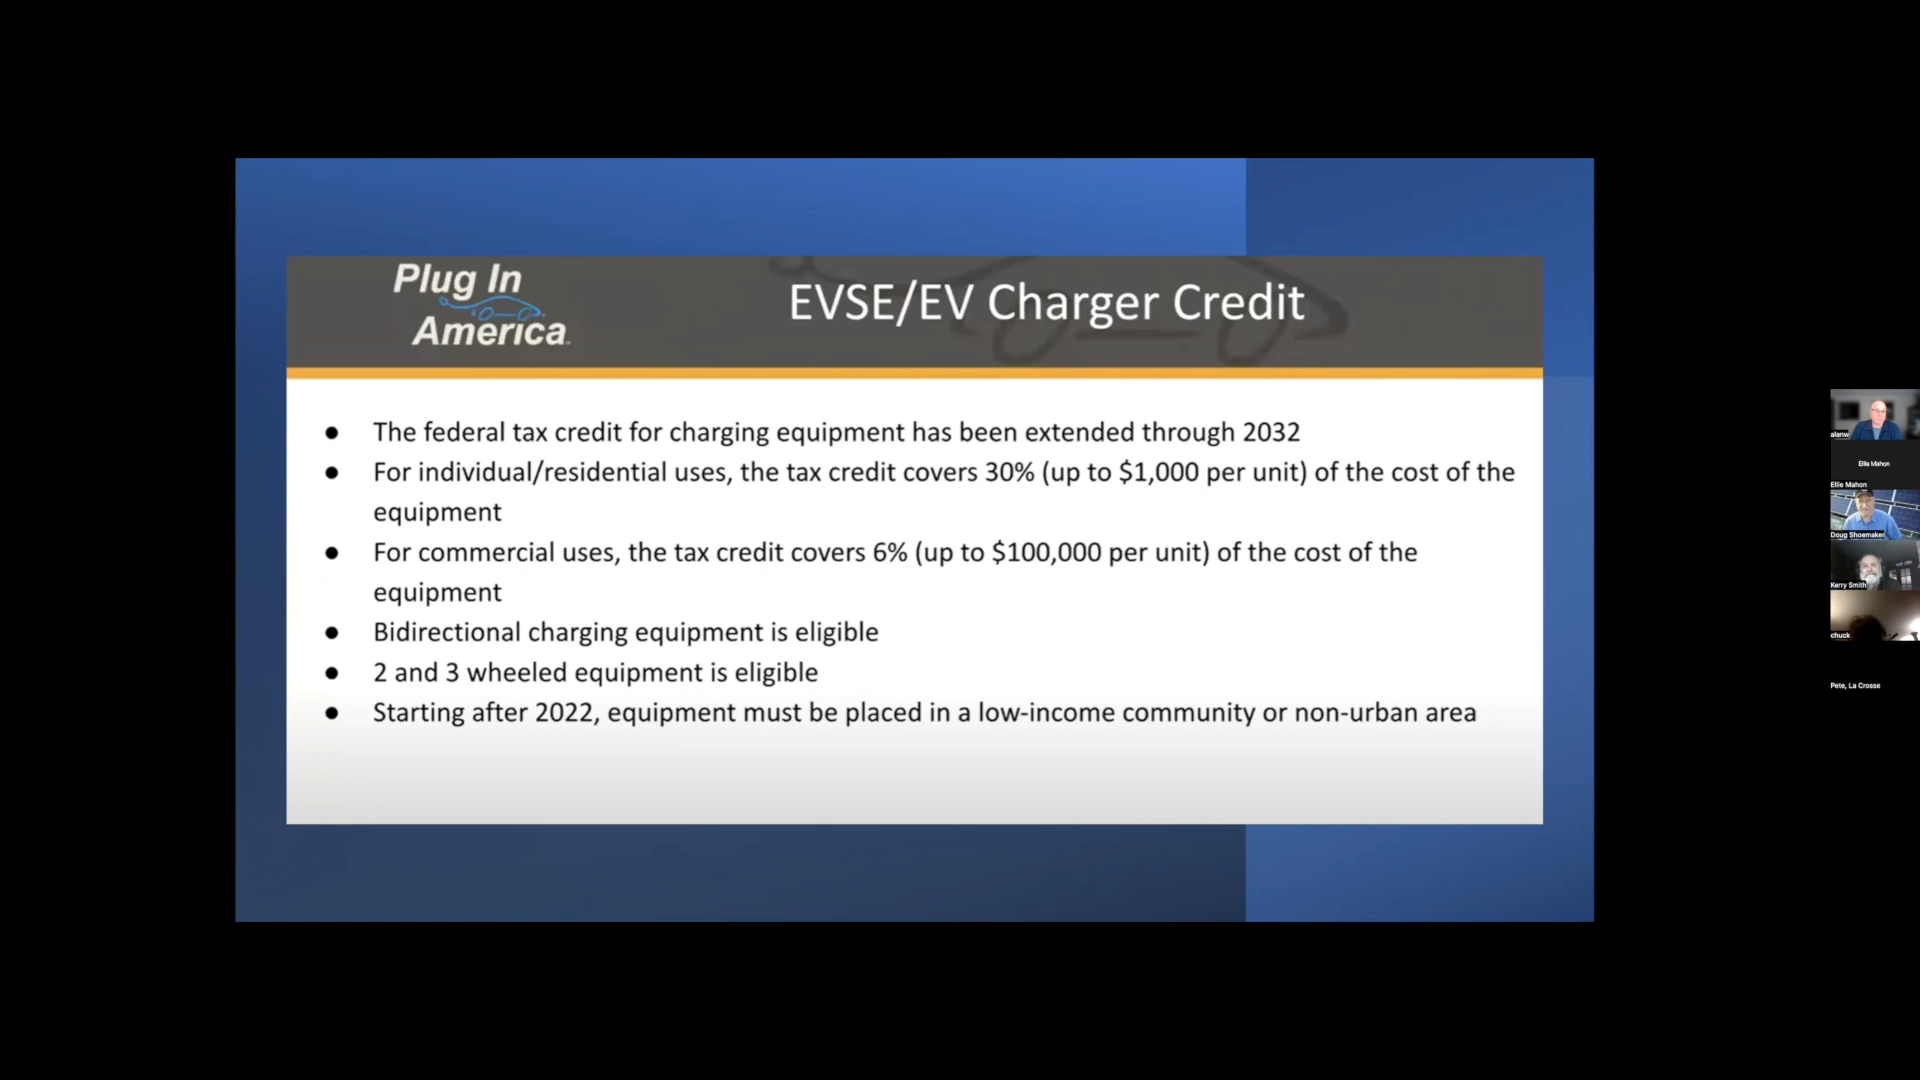 Plug In
America.
EVSE/EV Charger Credit
● The federal tax credit for charging equipment has been extended through 2032
● For individual/residential uses, the tax credit covers 30% (up to $1,000 per unit) of the cost of the
equipment
● For commercial uses, the tax credit covers 6% (up to $100,000 per unit) of the cost of the
equipment
● Bidirectional charging equipment is eligible
● 2 and 3 wheeled equipment is eligible
● Starting after 2022, equipment must be placed in a low-income community or non-urban area
alanw
Ellie Mahon
Ellie Mahon
Doug Shoemaker
Kerry Smith
chuck
Pete, La Crosse